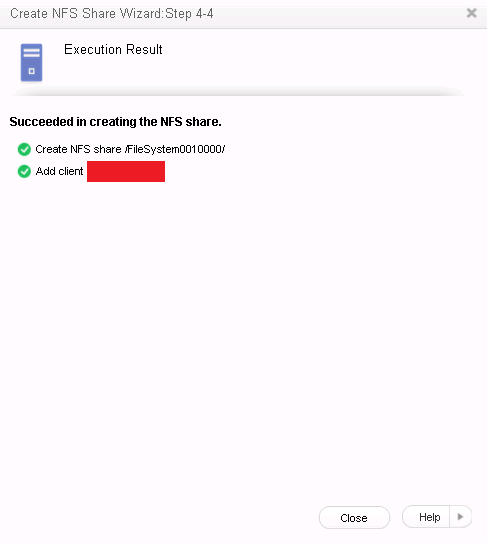 Create NFS Share Wizard:Step 4-4
Execution Result
Succeeded in creating the NFS share.
Create NFS share /FileSystem0010000/
Add client
Close
Help